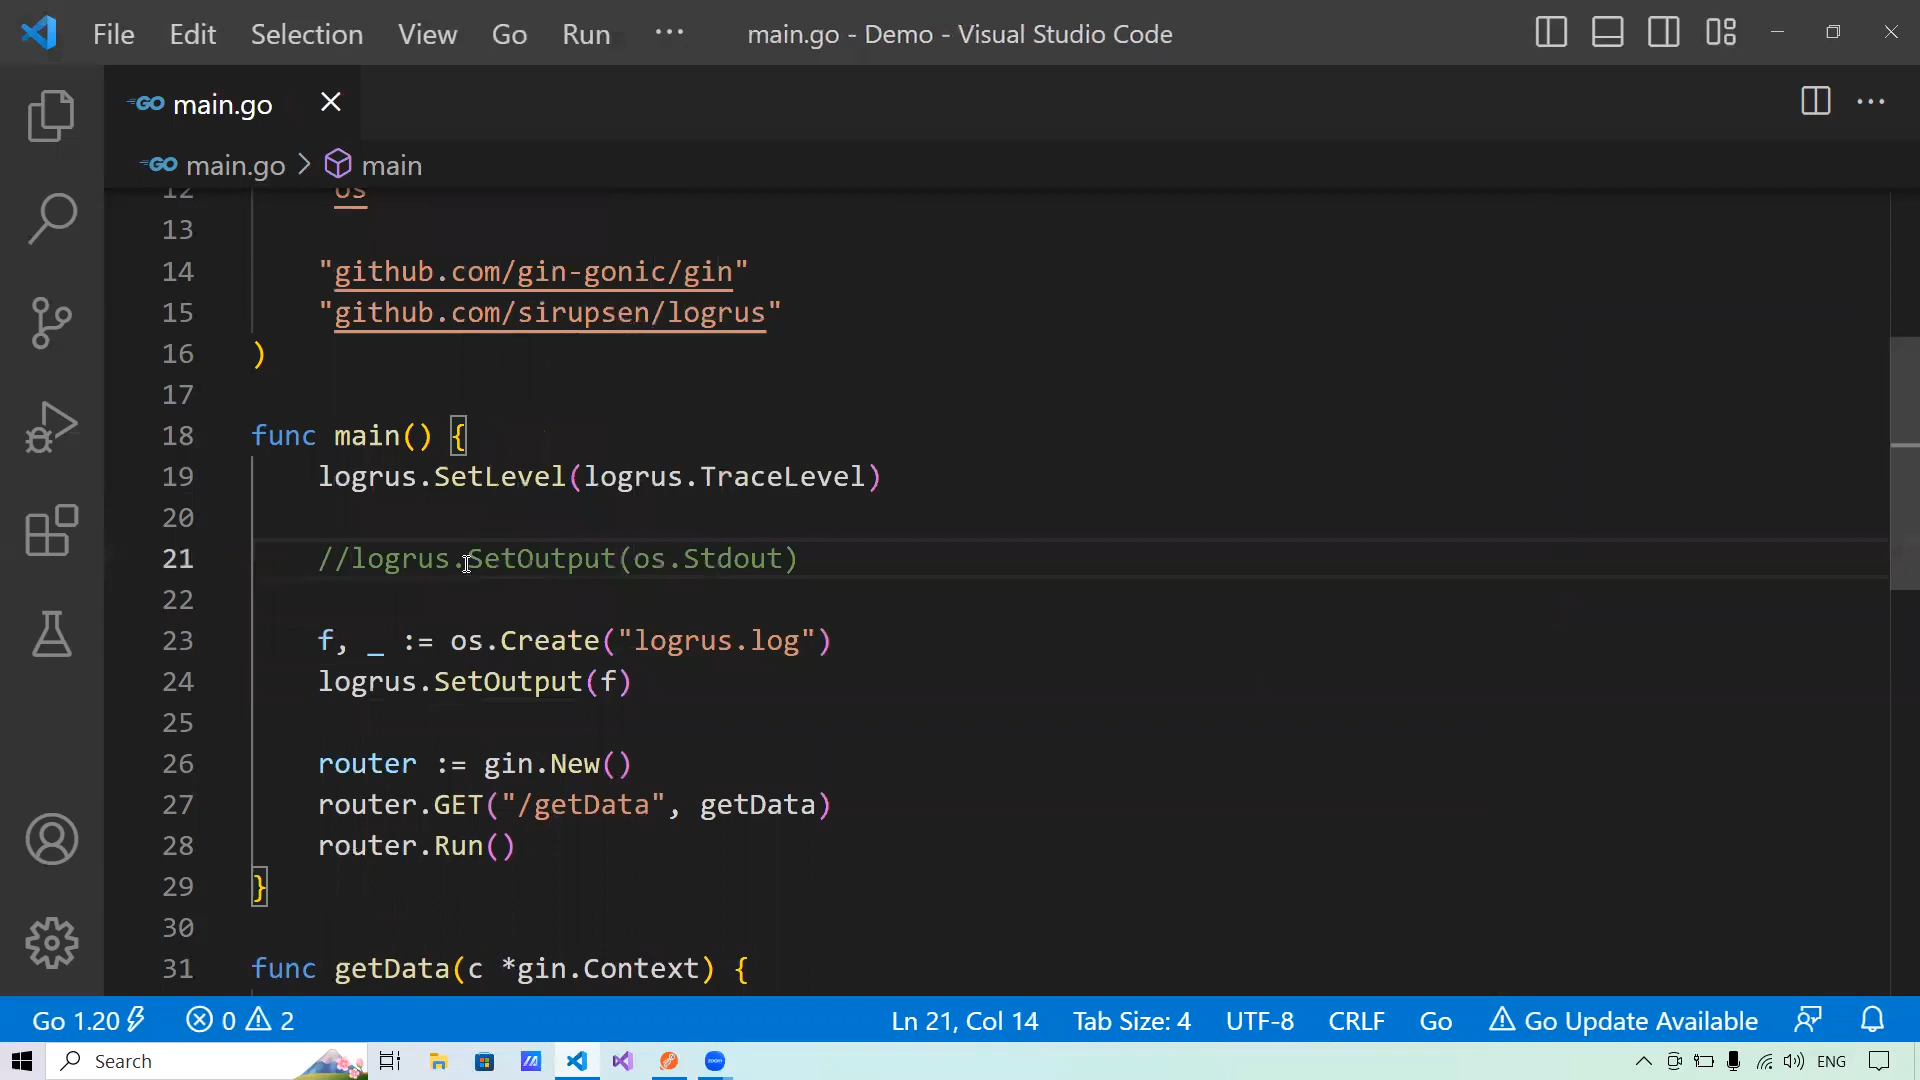 File Edit Selection View Go Run ··· main.go - Demo - Visual Studio Code
GO main.go
GO main.go > main
12 os
13
14 "github.com/gin-gonic/gin"
15 "github.com/sirupsen/logrus"
16 )
17
18 func main() {
19 logrus.SetLevel(logrus.TraceLevel)
20
21 //logrus.SetOutput(os.Stdout)
22
23 f, _ := os.Create("logrus.log")
24 logrus.SetOutput(f)
25
26 router := gin.New()
27 router.GET("/getData", getData)
28 router.Run()
29 }
30
31 func getData(c *gin.Context) {
Go 1.20 0 2 Ln 21, Col 14 Tab Size: 4 UTF-8 CRLF Go Go Update Available
Search zoom ENG